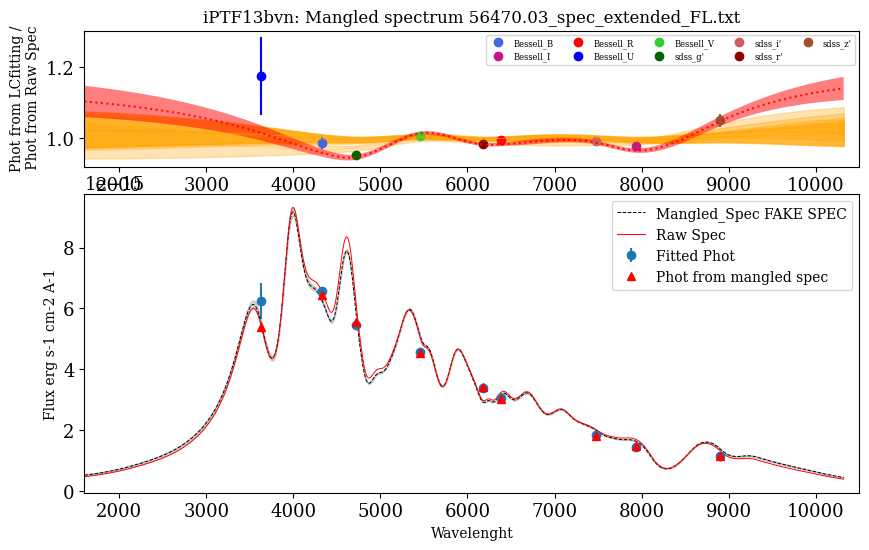 iPTF13bvn: Mangled spectrum 56470.03_spec_extended_FL.txt
Phot from LCfitting /
Phot from Raw Spec
1.2
1.0
Bessell_B
Bessell_R
Bessell_V
sdss_i'
sdss_z'
Bessell_I
Bessell_U
sdss_g'
sdss_r'
2000 3000 4000 5000 6000 7000 8000 9000 10000
1e−15
Flux erg s-1 cm-2 A-1
8
6
4
2
0
Mangled_Spec FAKE SPEC
Raw Spec
Fitted Phot
Phot from mangled spec
2000 3000 4000 5000 6000 7000 8000 9000 10000
Wavelenght